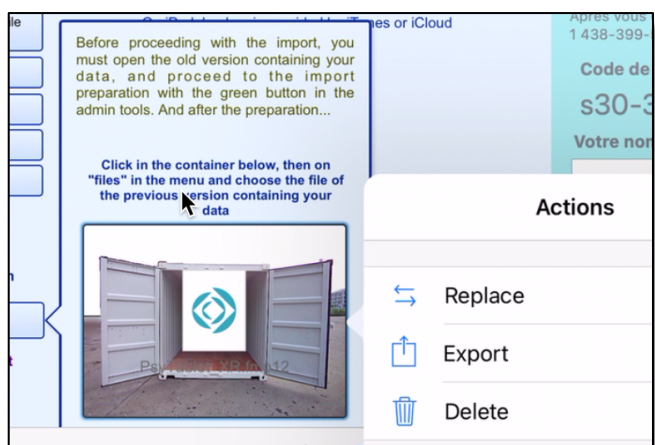 ile
iTunes or iCloud
Après vous
1 438-399-
Before proceeding with the import, you
must open the old version containing your
data, and proceed to the import
preparation with the green button in the
admin tools. And after the preparation...
Code de
s30-3
Votre nom
Click in the container below, then on
"files" in the menu and choose the file of
the previous version containing your
data
Actions
Replace
Export
Delete